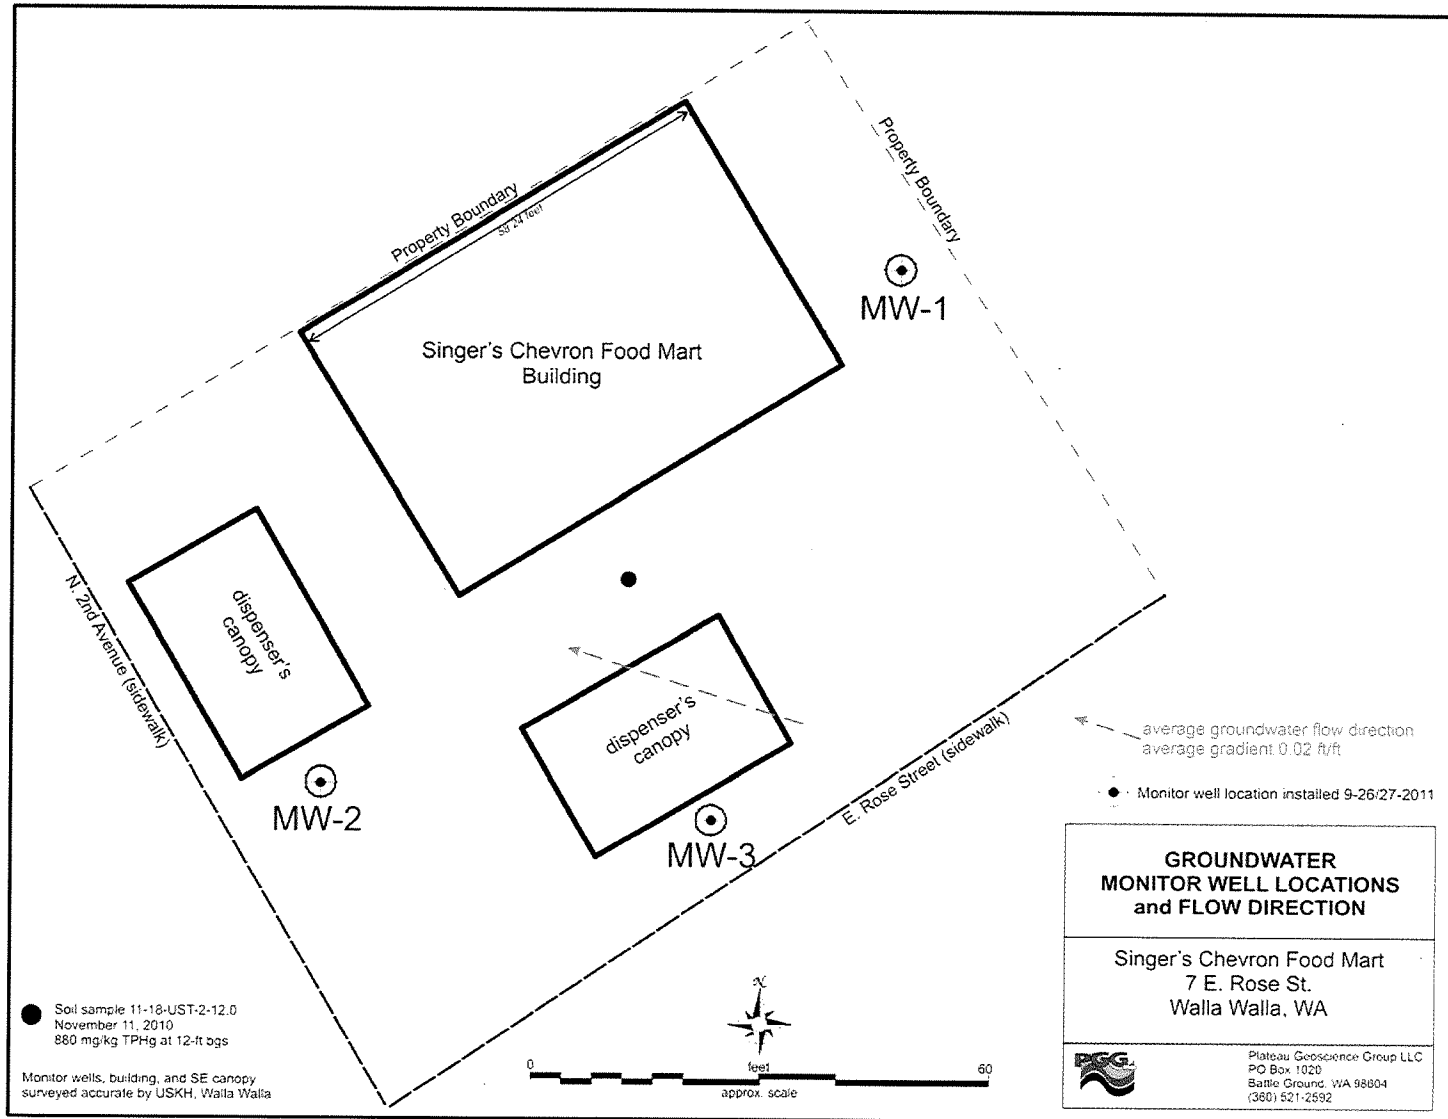 Property Boundary
Property Boundary
24 feet
MW-1
Singer's Chevron Food Mart
Building
dispenser's
canopy
N. 2nd Avenue (sidewalk)
dispenser's
canopy
MW-2
MW-3
E. Rose Street (sidewalk)
average groundwater flow direction
average gradient 0.02 ft/ft
Monitor well location installed 9-26/27-2011
GROUNDWATER
MONITOR WELL LOCATIONS
and FLOW DIRECTION
Singer's Chevron Food Mart
7 E. Rose St.
Walla Walla, WA
PGG
Plateau Geoscience Group LLC
PO Box 1020
Battle Ground, WA 98604
(360) 521-2592
Soil sample 11-18-UST-2-12.0
November 11, 2010
880 mg/kg TPHg at 12-ft bgs
Monitor wells, building, and SE canopy
surveyed accurate by USKH, Walla Walla
N
0
feet
60
approx. scale